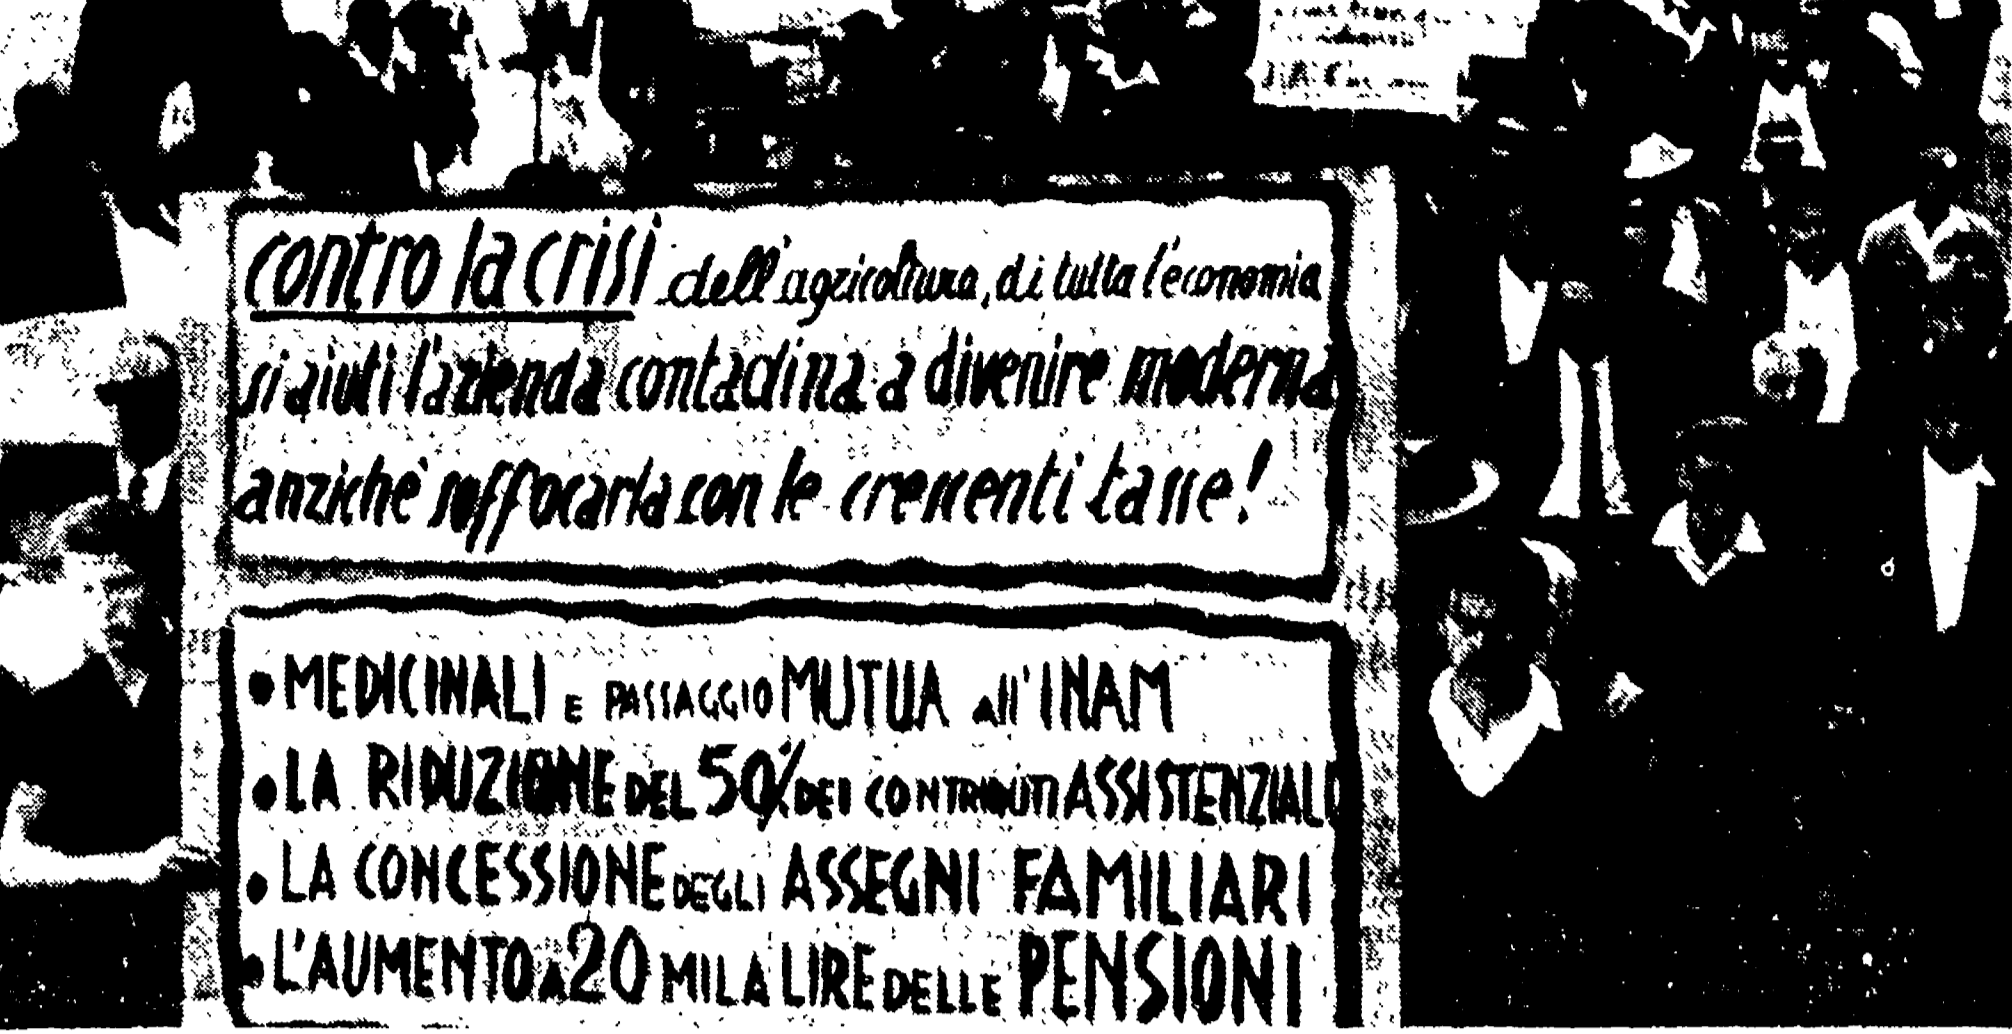 contro la crisi dell'agricoltura, di tutta l'economia
si aiuti l'azienda contadina a divenire moderna
anzichè soffocarla con le crescenti tasse!
• MEDICINALI E PASSAGGIO MUTUA all'INAM
• LA RIDUZIONE DEL 50% DEI CONTRIBUTI ASSISTENZIALI
• LA CONCESSIONE DEGLI ASSEGNI FAMILIARI
• L'AUMENTO A 20 MILA LIRE DELLE PENSIONI